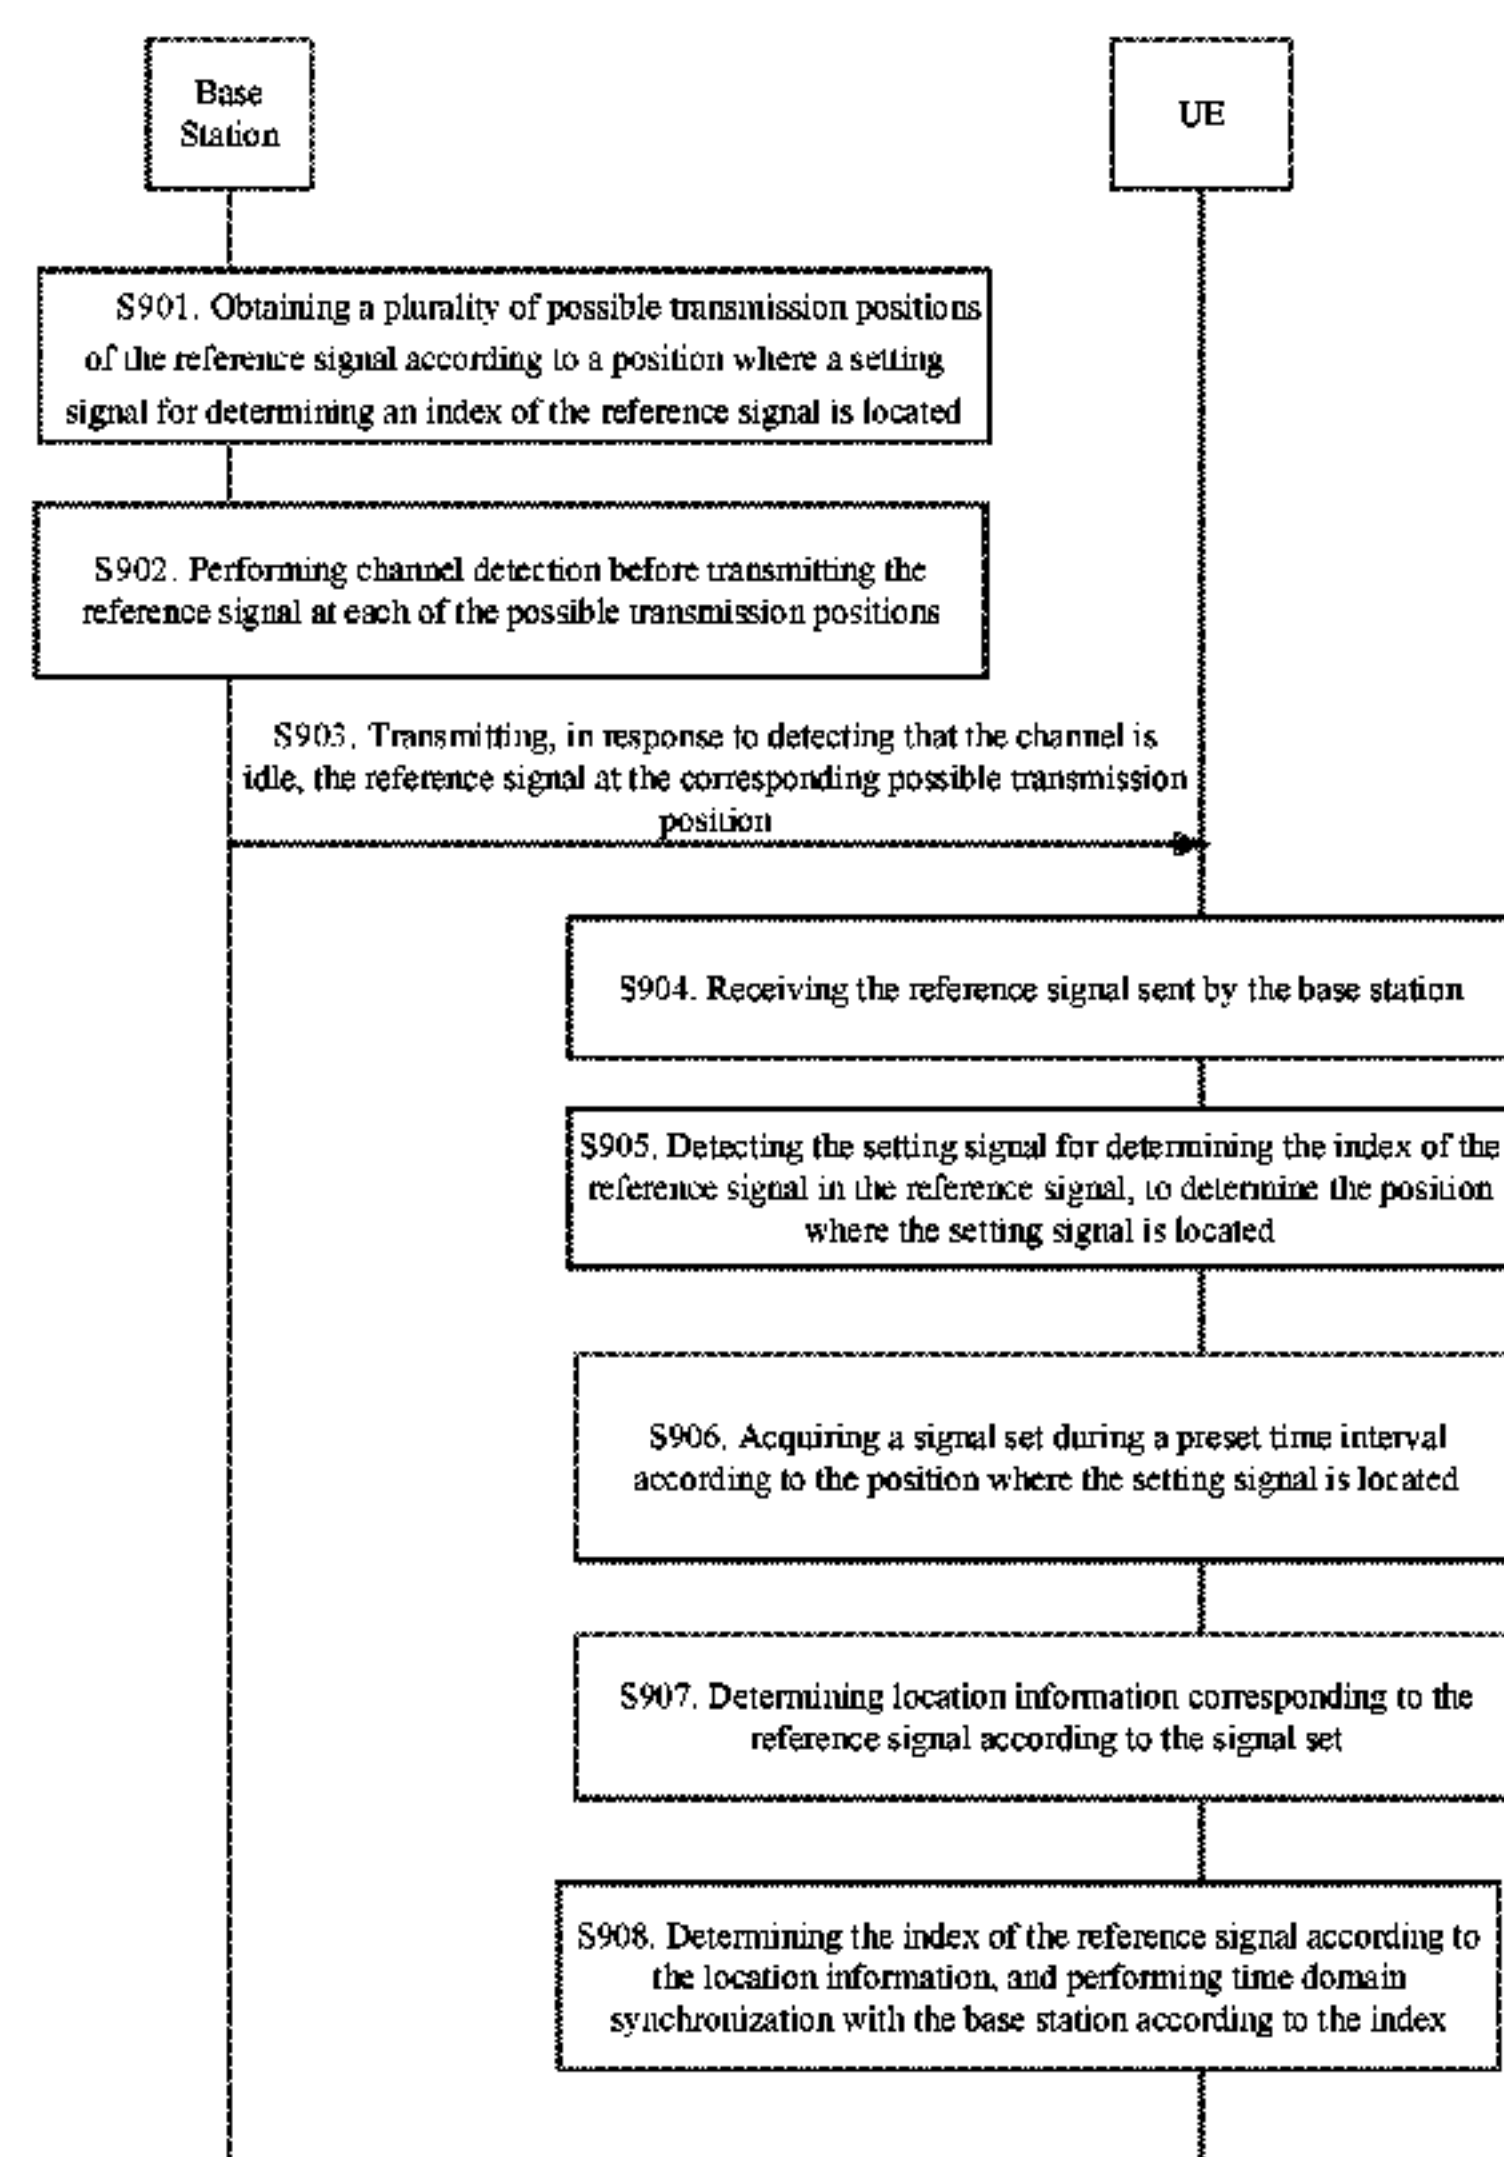 Base
Station
UE
S901. Obtaining a plurality of possible transmission positions
of the reference signal according to a position where a setting
signal for determining an index of the reference signal is located
S902. Performing channel detection before transmitting the
reference signal at each of the possible transmission positions
S903. Transmitting, in response to detecting that the channel is
idle, the reference signal at the corresponding possible transmission
position
S904. Receiving the reference signal sent by the base station
S905. Detecting the setting signal for determining the index of the
reference signal in the reference signal, to determine the position
where the setting signal is located
S906. Acquiring a signal set during a preset time interval
according to the position where the setting signal is located
S907. Determining location information corresponding to the
reference signal according to the signal set
S908. Determining the index of the reference signal according to
the location information, and performing time domain
synchronization with the base station according to the index